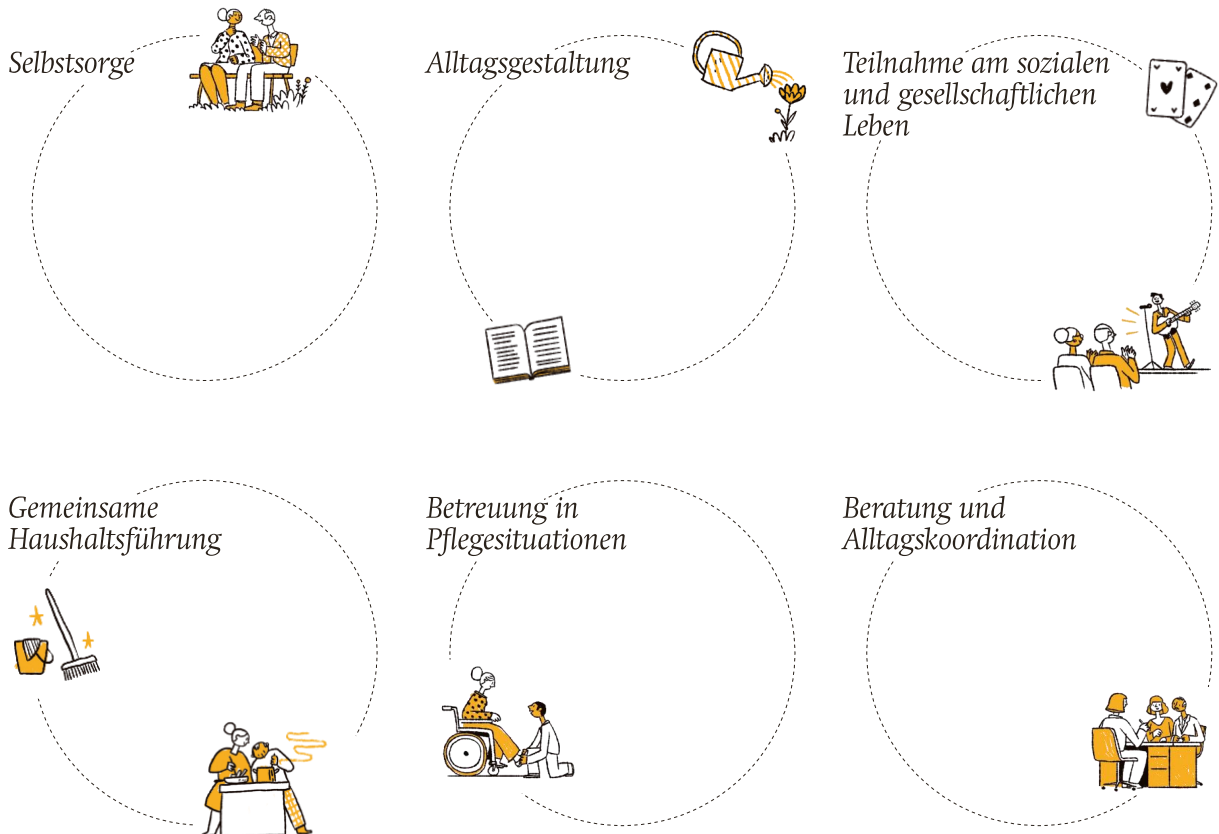 Selbstsorge
Alltagsgestaltung
Teilnahme am sozialen
und gesellschaftlichen
Leben
Gemeinsame
Haushaltsführung
Betreuung in
Pflegesituationen
Beratung und
Alltagskoordination